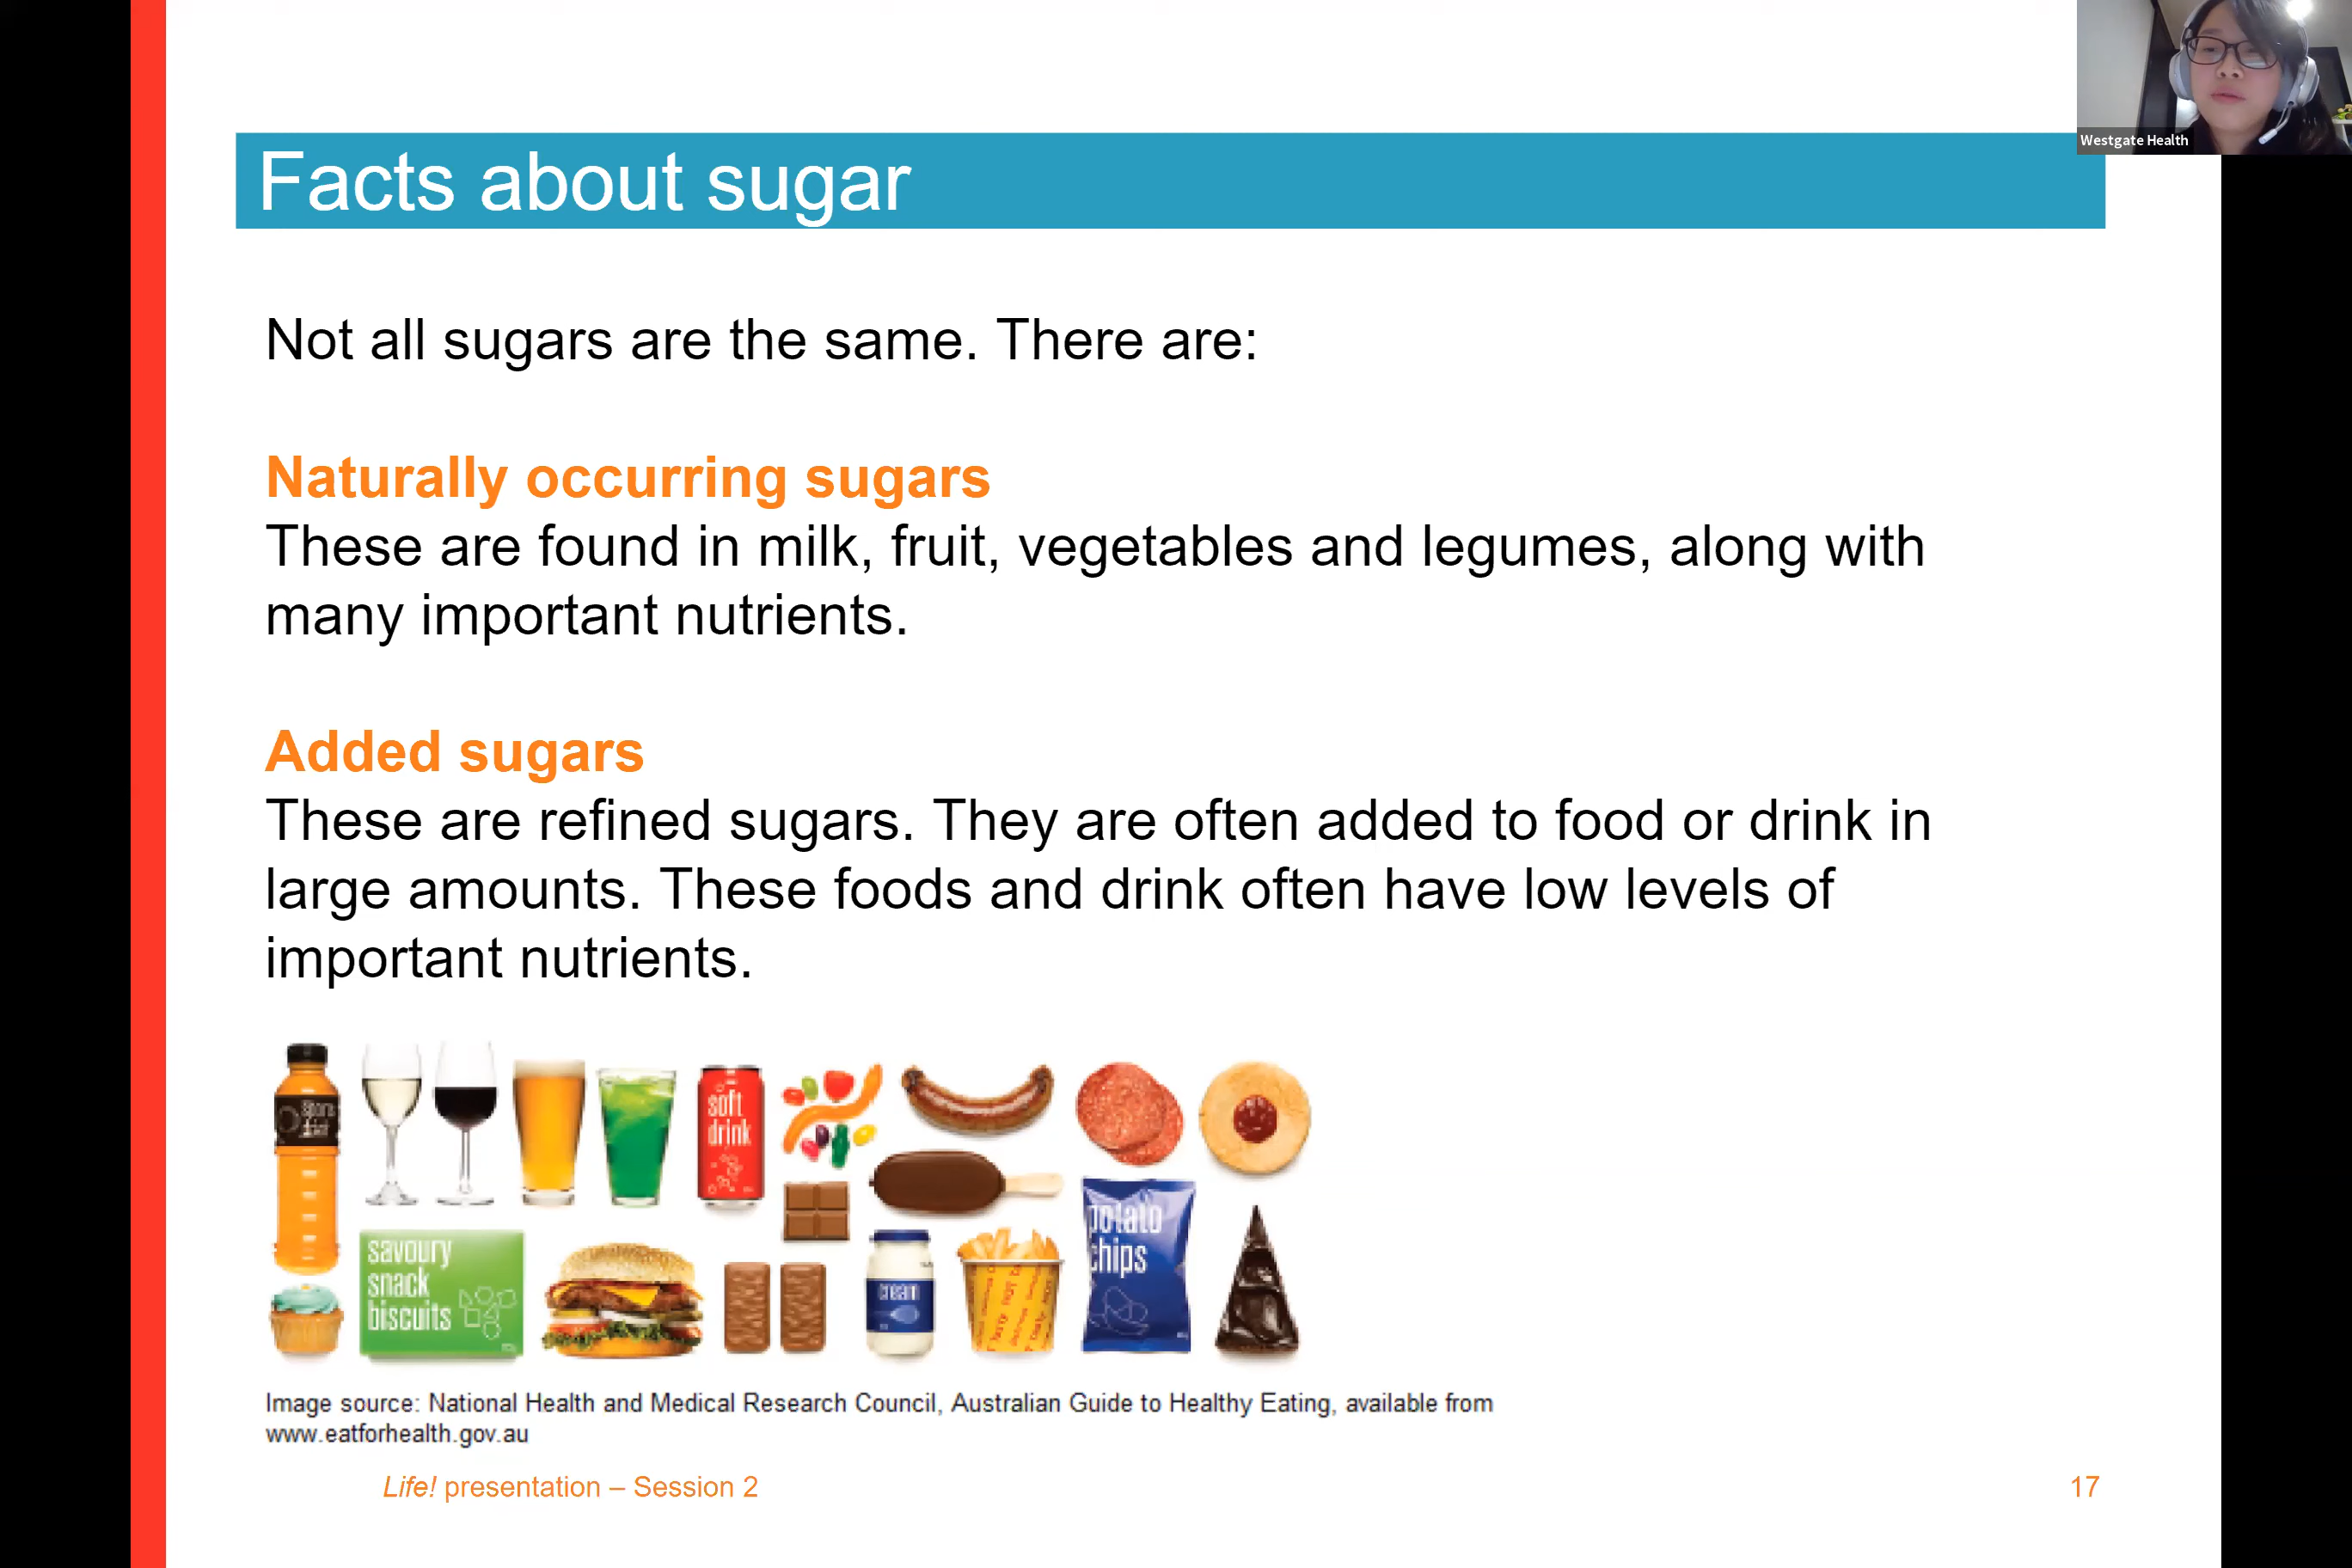 Westgate Health
Facts about sugar
Not all sugars are the same. There are:
Naturally occurring sugars
These are found in milk, fruit, vegetables and legumes, along with
many important nutrients.
Added sugars
These are refined sugars. They are often added to food or drink in
large amounts. These foods and drink often have low levels of
important nutrients.
sports
drink
soft
drink
savoury
snack
biscuits
cream
potato
chips
Image source: National Health and Medical Research Council, Australian Guide to Healthy Eating, available from
www.eatforhealth.gov.au
Life! presentation – Session 2
17